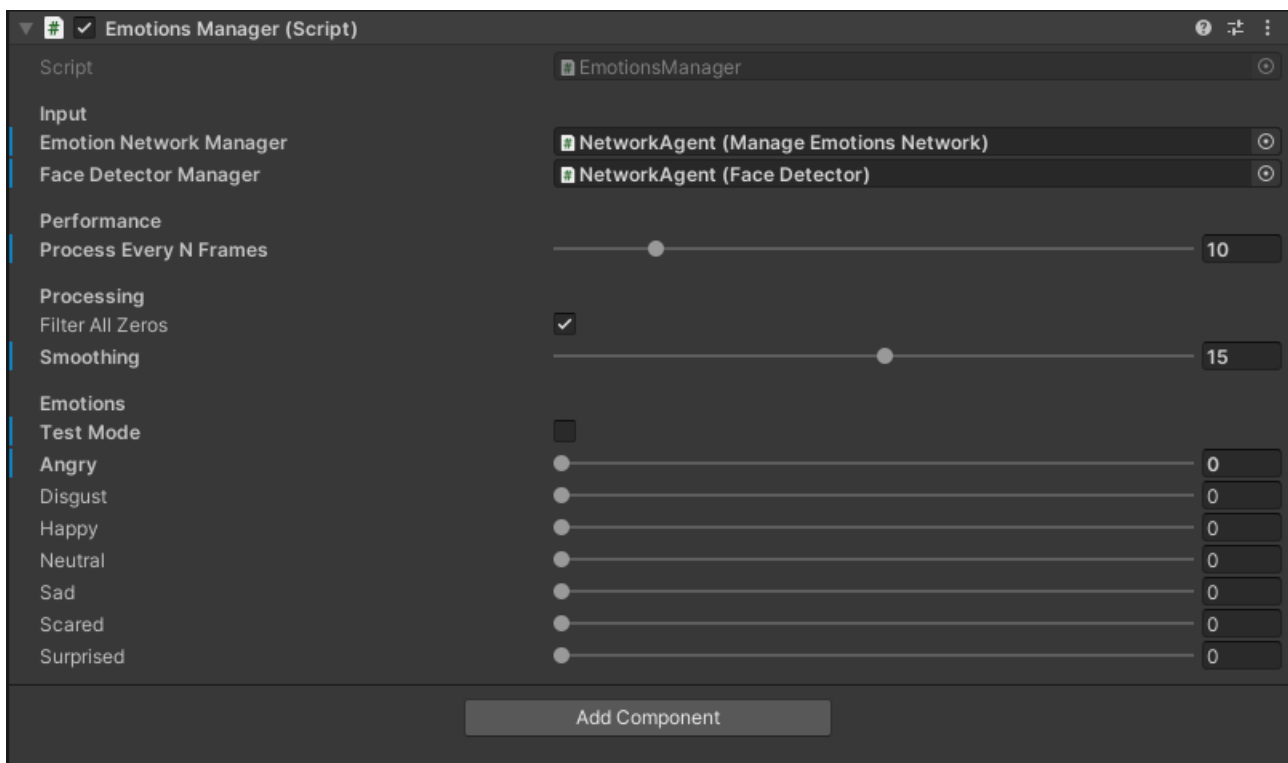 Emotions Manager (Script)
Script EmotionsManager
Input
Emotion Network Manager NetworkAgent (Manage Emotions Network)
Face Detector Manager NetworkAgent (Face Detector)
Performance
Process Every N Frames 10
Processing
Filter All Zeros
Smoothing 15
Emotions
Test Mode
Angry 0
Disgust 0
Happy 0
Neutral 0
Sad 0
Scared 0
Surprised 0
Add Component